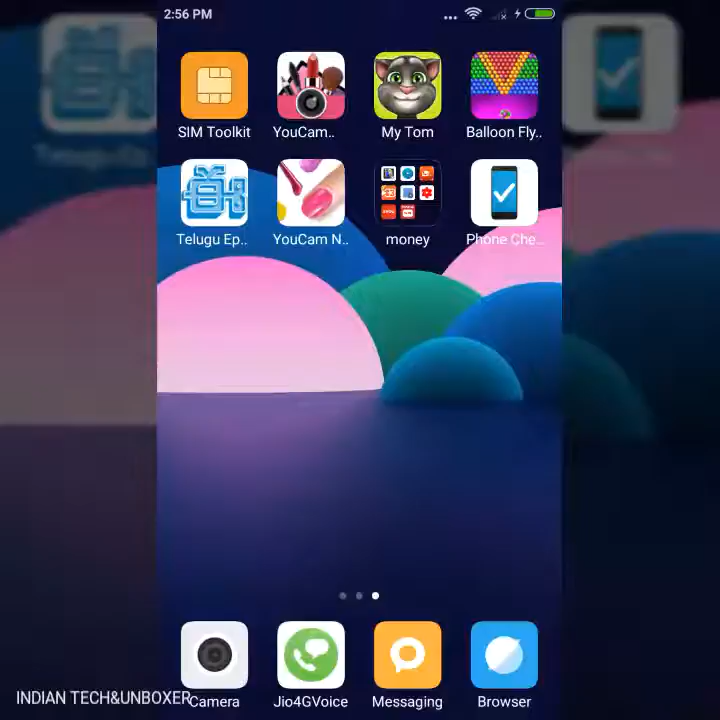 2:56 PM
SIM Toolkit
YouCam..
My Tom
Balloon Fly..
Telugu Ep..
YouCam N..
money
Phone Che..
Camera
Jio4GVoice
Messaging
Browser
INDIAN TECH&UNBOXER